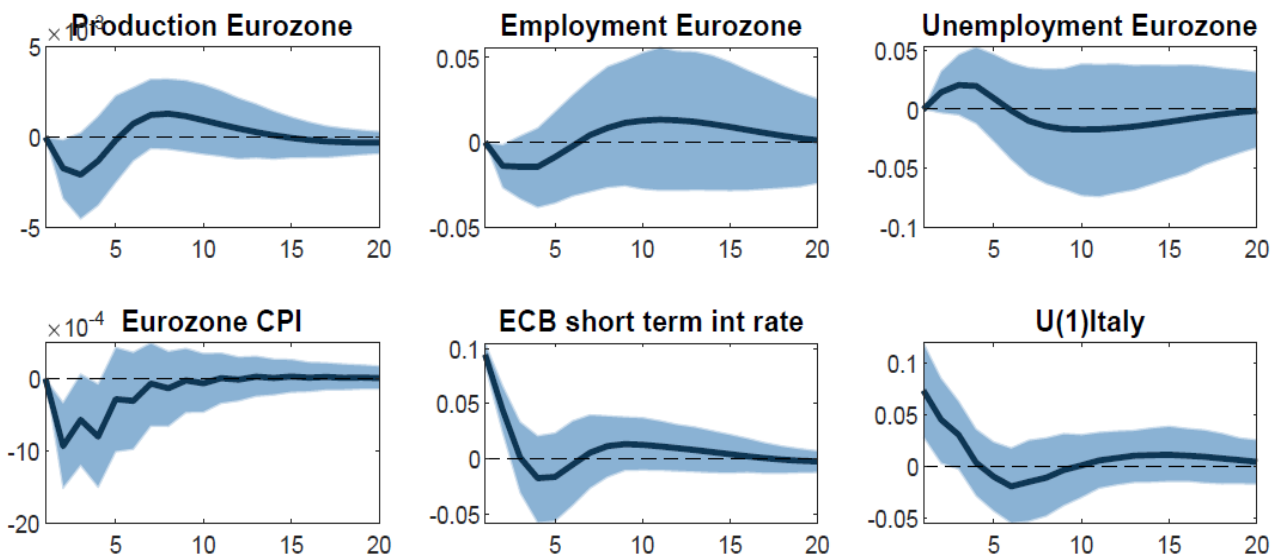 ×10⁻³
Production Eurozone
5
0
-5
5 10 15 20
Employment Eurozone
0.05
0
-0.05
5 10 15 20
Unemployment Eurozone
0.05
0
-0.05
-0.1
5 10 15 20
×10⁻⁴
Eurozone CPI
0
-10
-20
5 10 15 20
ECB short term int rate
0.1
0.05
0
-0.05
5 10 15 20
U(1)Italy
0.1
0.05
0
-0.05
5 10 15 20